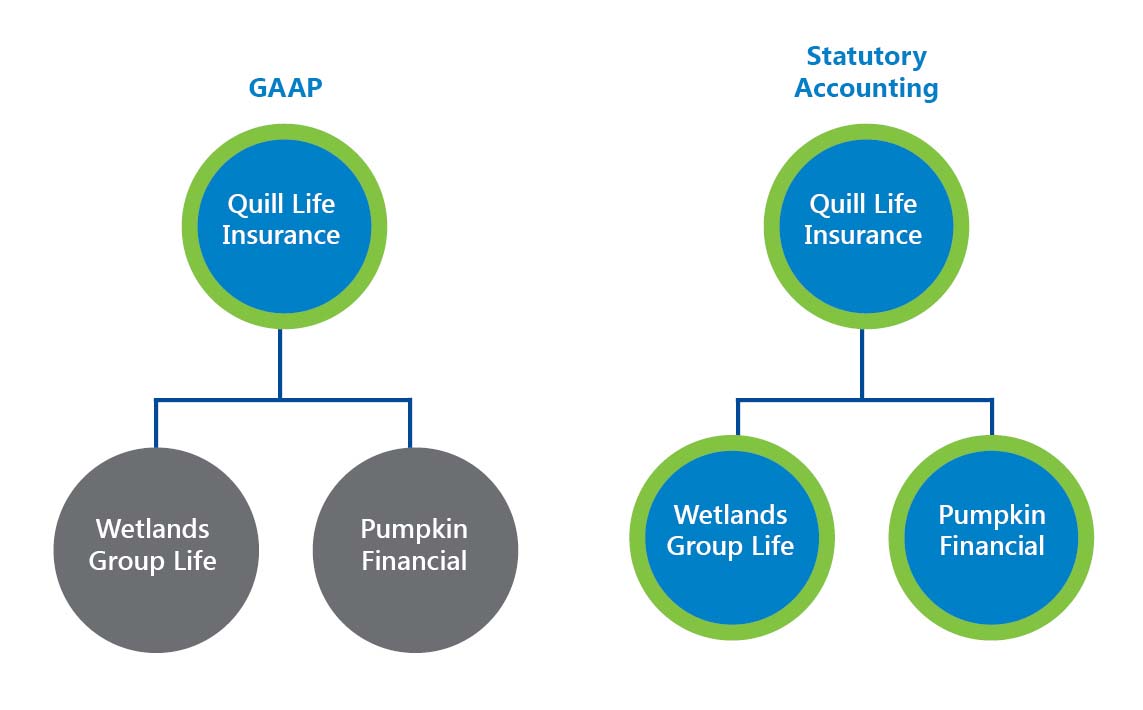 GAAP
Quill Life
Insurance
Wetlands
Group Life
Pumpkin
Financial
Statutory
Accounting
Quill Life
Insurance
Wetlands
Group Life
Pumpkin
Financial